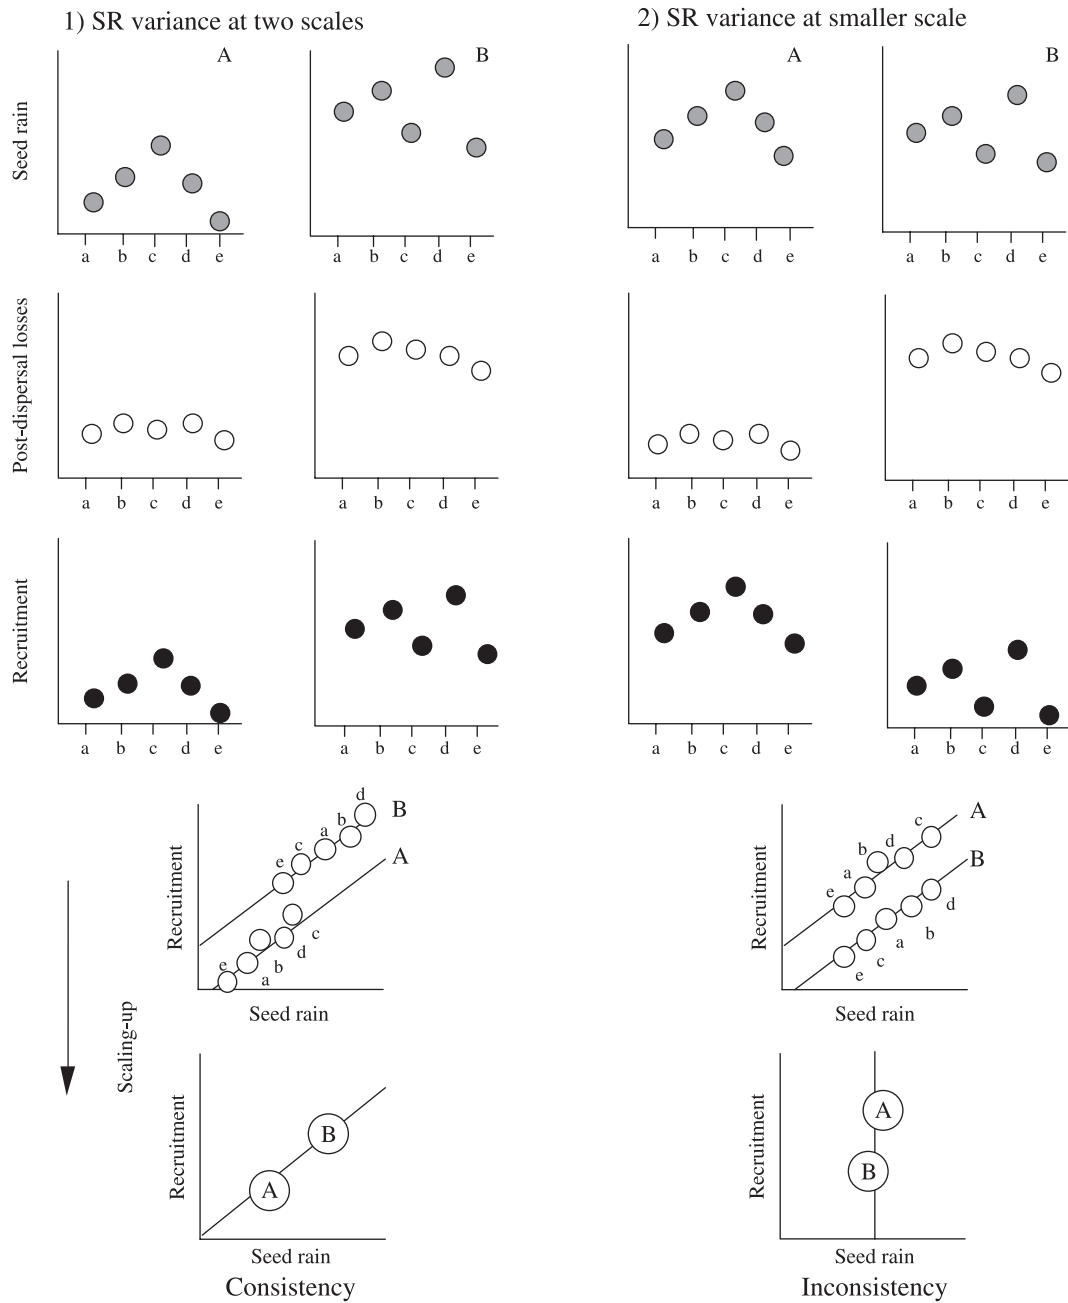 1) SR variance at two scales
2) SR variance at smaller scale
A
B
A
B
Seed rain
a b c d e
a b c d e
a b c d e
a b c d e
Post-dispersal losses
a b c d e
a b c d e
a b c d e
a b c d e
Recruitment
a b c d e
a b c d e
a b c d e
a b c d e
Recruitment
d
B
b
a
c
e
A
c
d
b
e
a
Seed rain
Recruitment
A
c
d
b
a
e
B
d
b
a
c
e
Seed rain
Scaling-up
Recruitment
B
A
Seed rain
Consistency
Recruitment
A
B
Seed rain
Inconsistency